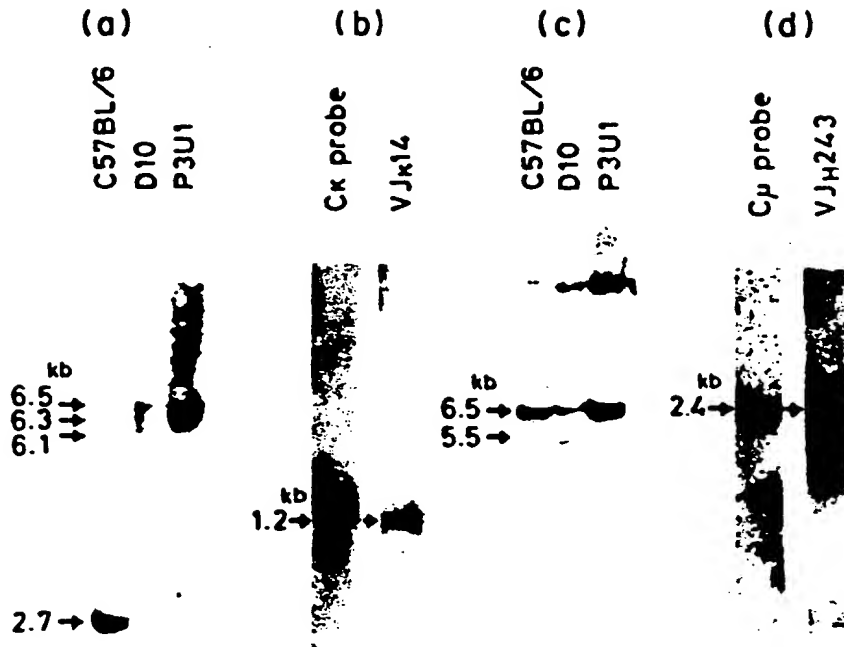 (a)
(b)
(c)
(d)
C57BL/6
D10
P3U1
Cκ probe
VJκ14
C57BL/6
D10
P3U1
Cμ probe
VJH243
kb
6.5
6.3
6.1
2.7
kb
1.2
6.5
5.5
kb
2.4